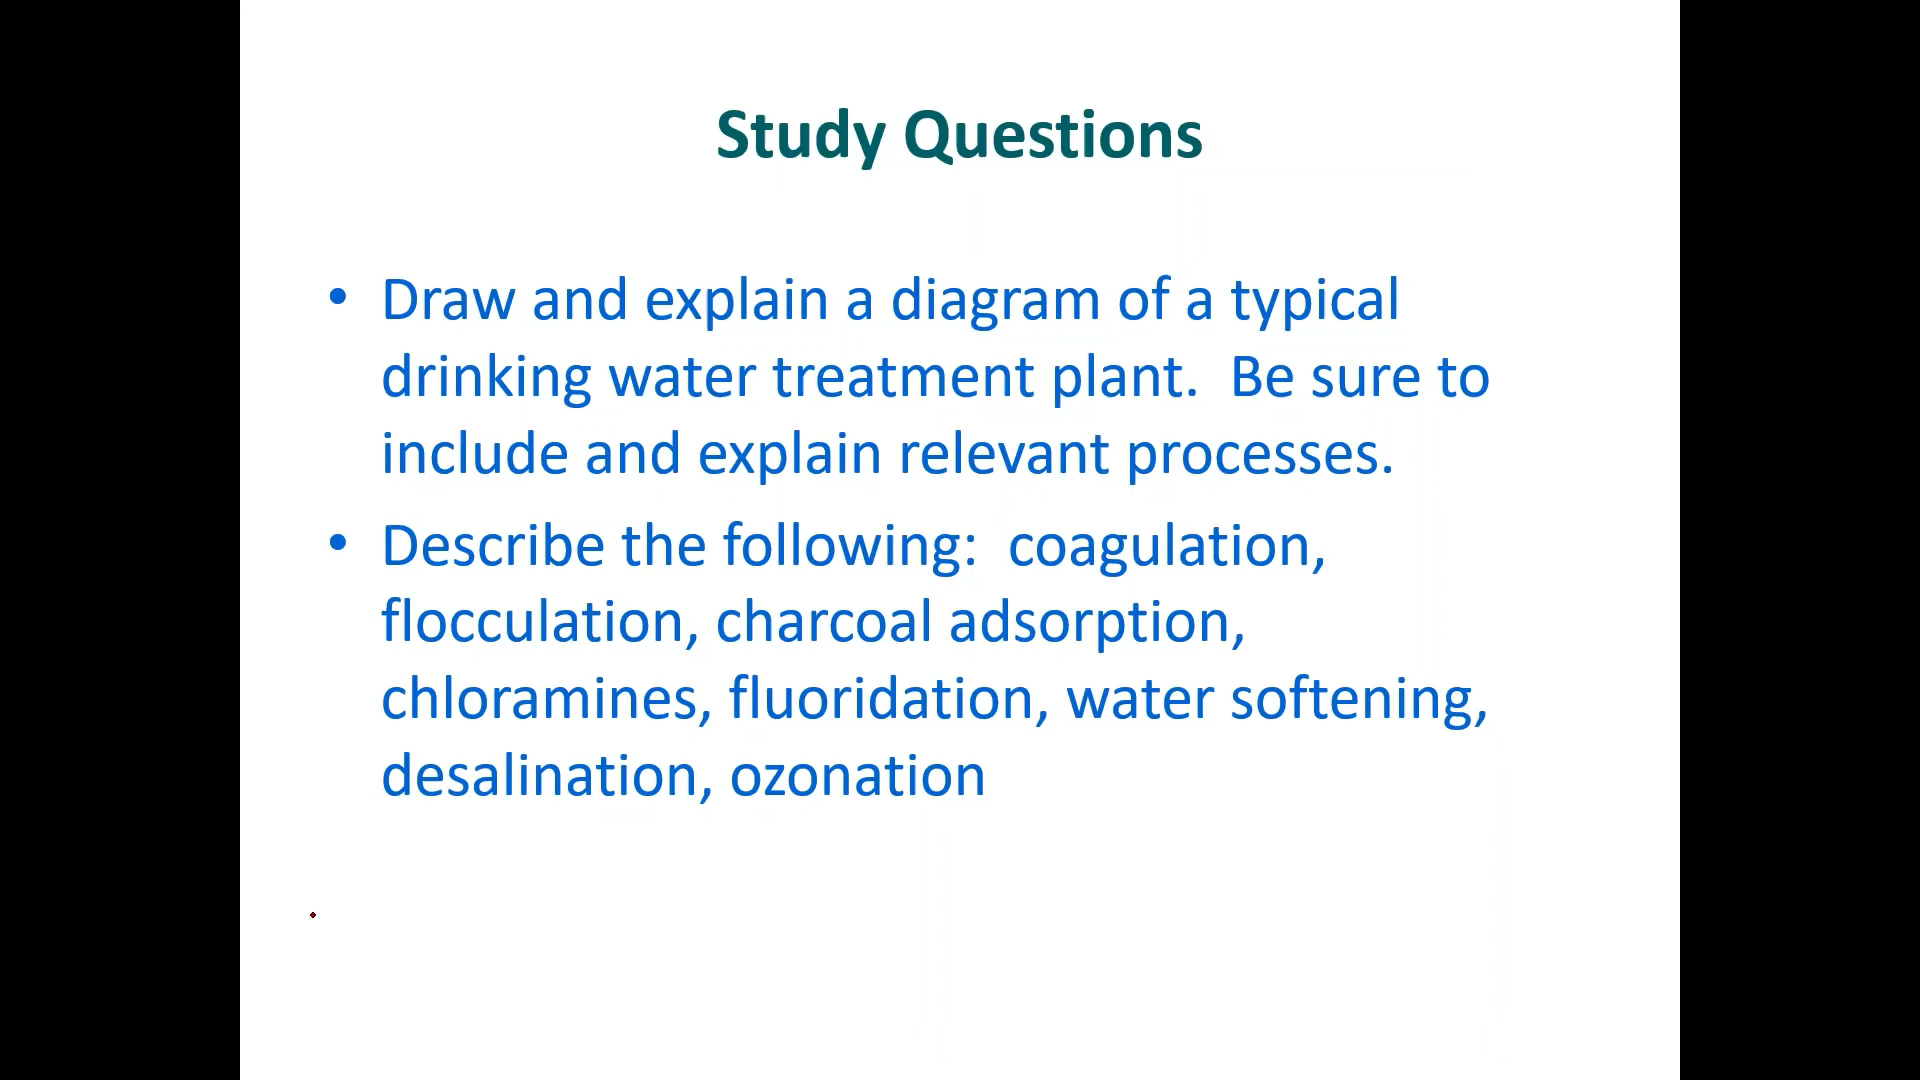 Study Questions
• Draw and explain a diagram of a typical
drinking water treatment plant.  Be sure to
include and explain relevant processes.
• Describe the following:  coagulation,
flocculation, charcoal adsorption,
chloramines, fluoridation, water softening,
desalination, ozonation